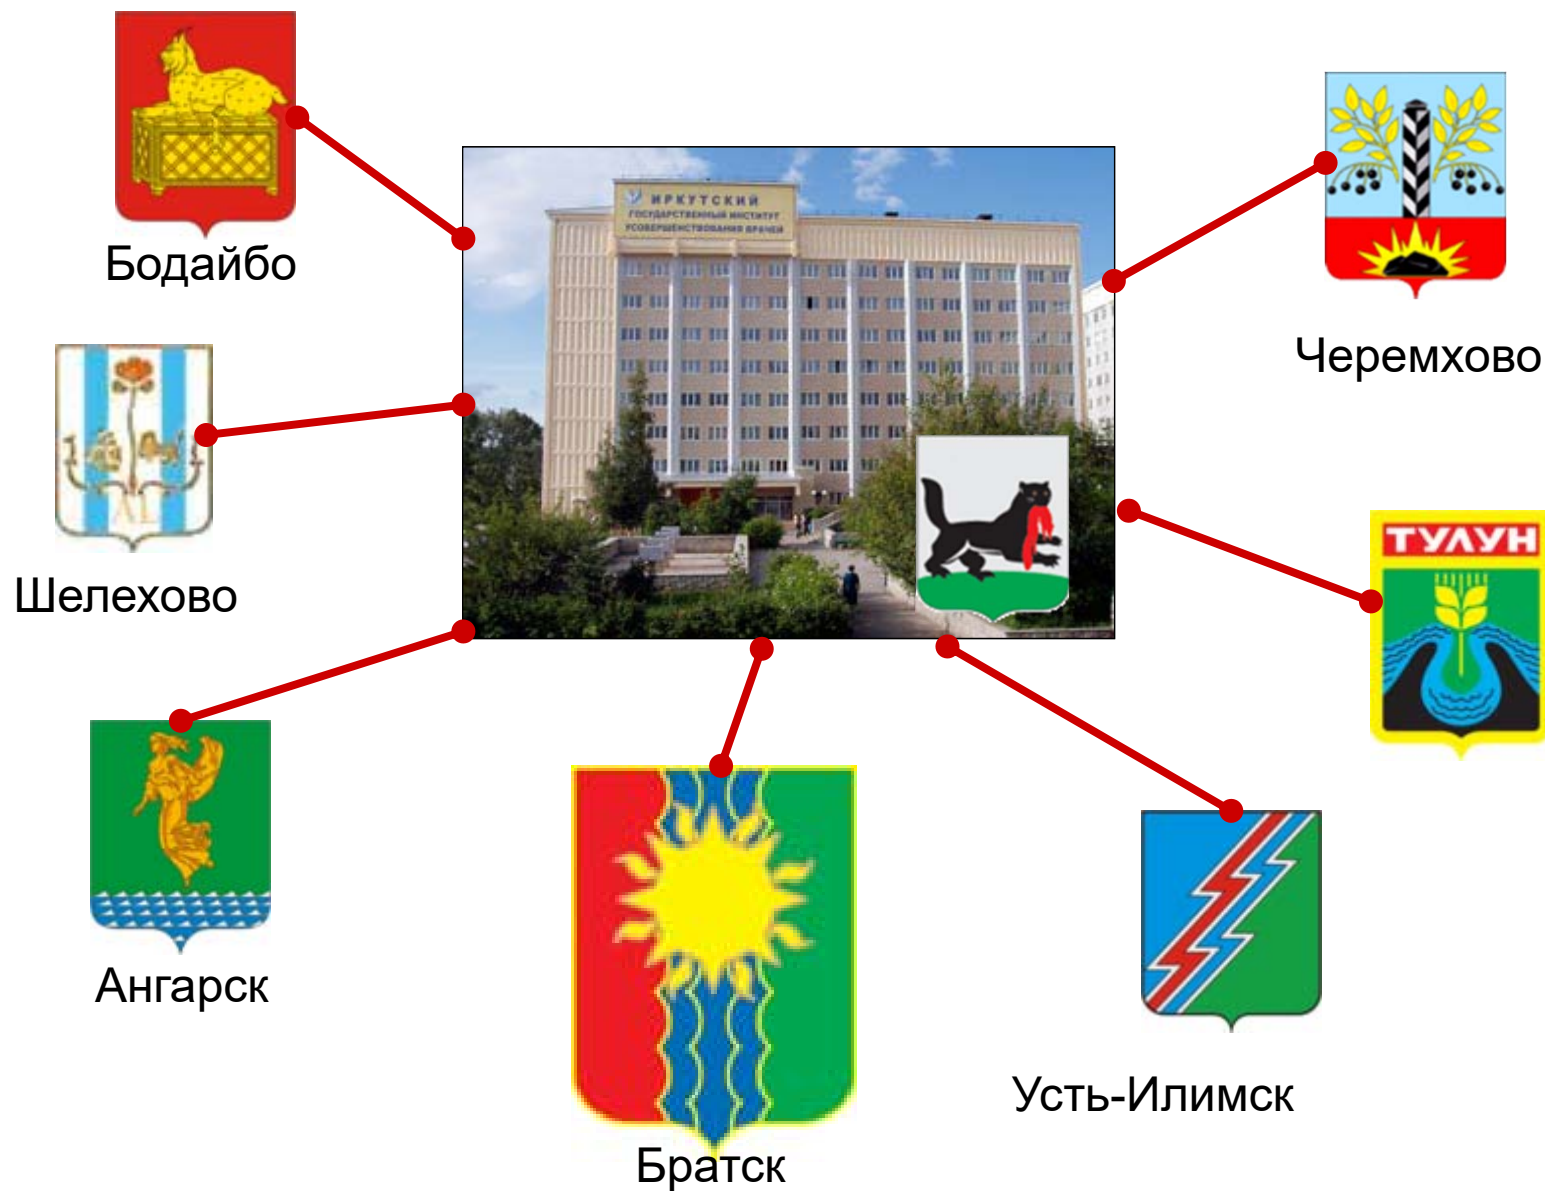 Бодайбо
ИРКУТСКИЙ
ГОСУДАРСТВЕННЫЙ ИНСТИТУТ
УСОВЕРШЕНСТВОВАНИЯ ВРАЧЕЙ
Черемхово
Шелехово
ТУЛУН
Ангарск
Усть-Илимск
Братск